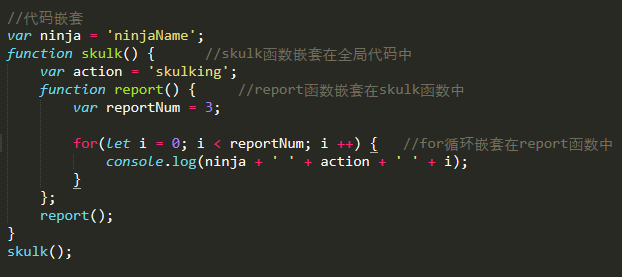 //代码嵌套
var ninja = 'ninjaName';
function skulk() {          //skulk函数嵌套在全局代码中
    var action = 'skulking';
    function report() {     //report函数嵌套在skulk函数中
        var reportNum = 3;

        for(let i = 0; i < reportNum; i ++) {   //for循环嵌套在report函数中
            console.log(ninja + ' ' + action + ' ' + i);
        }
    };
    report();
}
skulk();